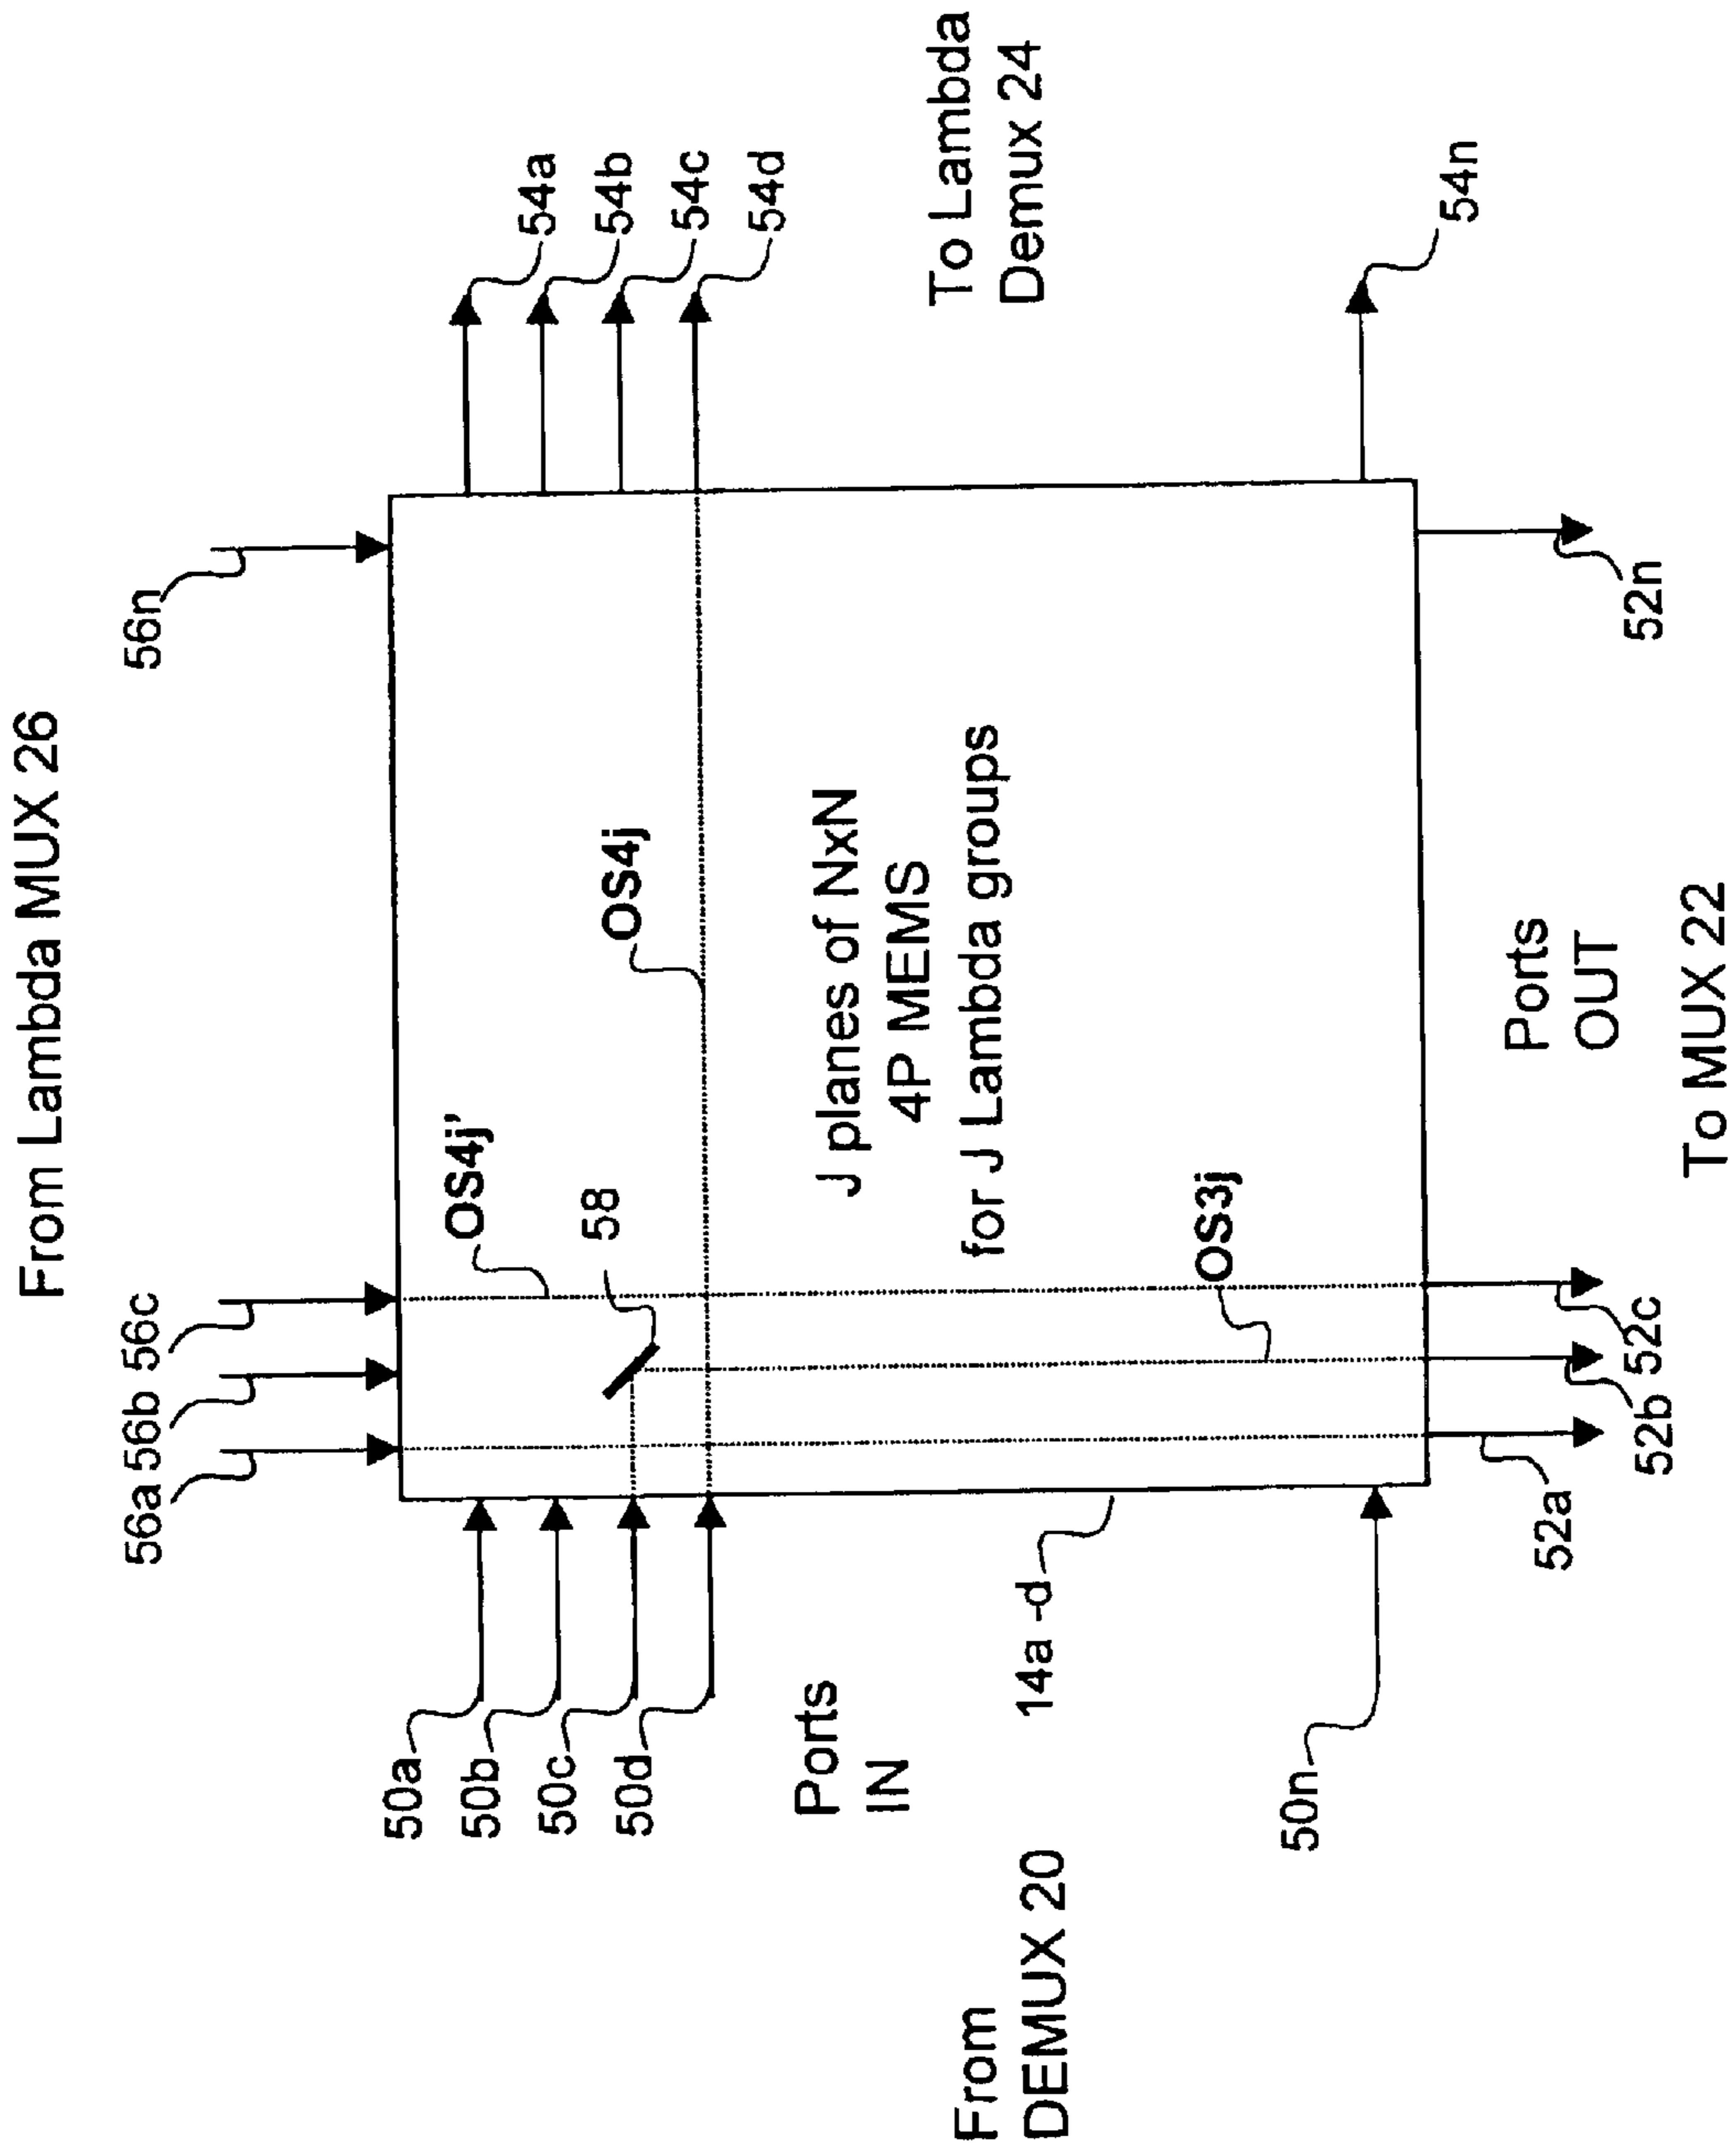 From Lambda MUX 26
56a
56b
56c
56n
50a
50b
50c
50d
Ports
IN
From
DEMUX 20
14a -d
50n
OS4j'
58
OS4j
J planes of NxN
4P MEMS
for J Lambda groups
OS3j
54a
54b
54c
54d
To Lambda
Demux 24
54n
52a
52b
52c
52n
Ports
OUT
To MUX 22